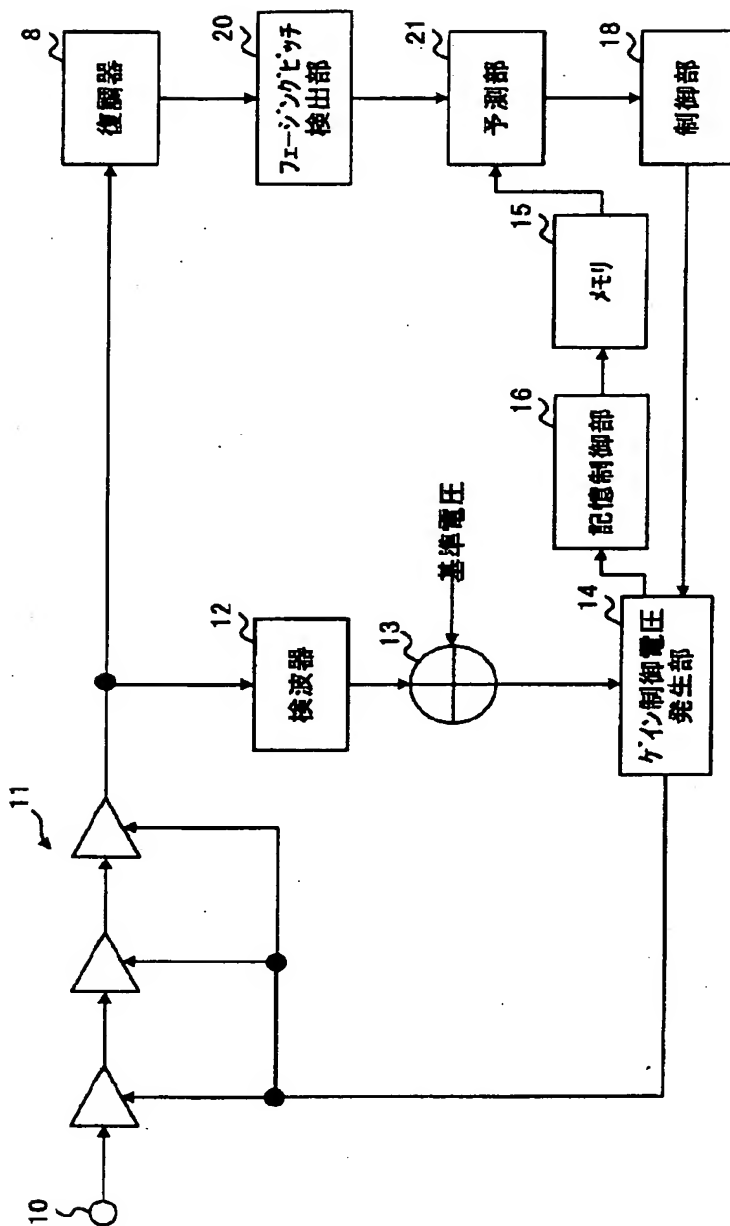 8
復調器
20
フェージングピッチ
検出部
21
予測部
18
制御部
15
メモリ
16
記憶制御部
基準電圧
12
検波器
13
14
ゲイン制御電圧
発生部
11
10